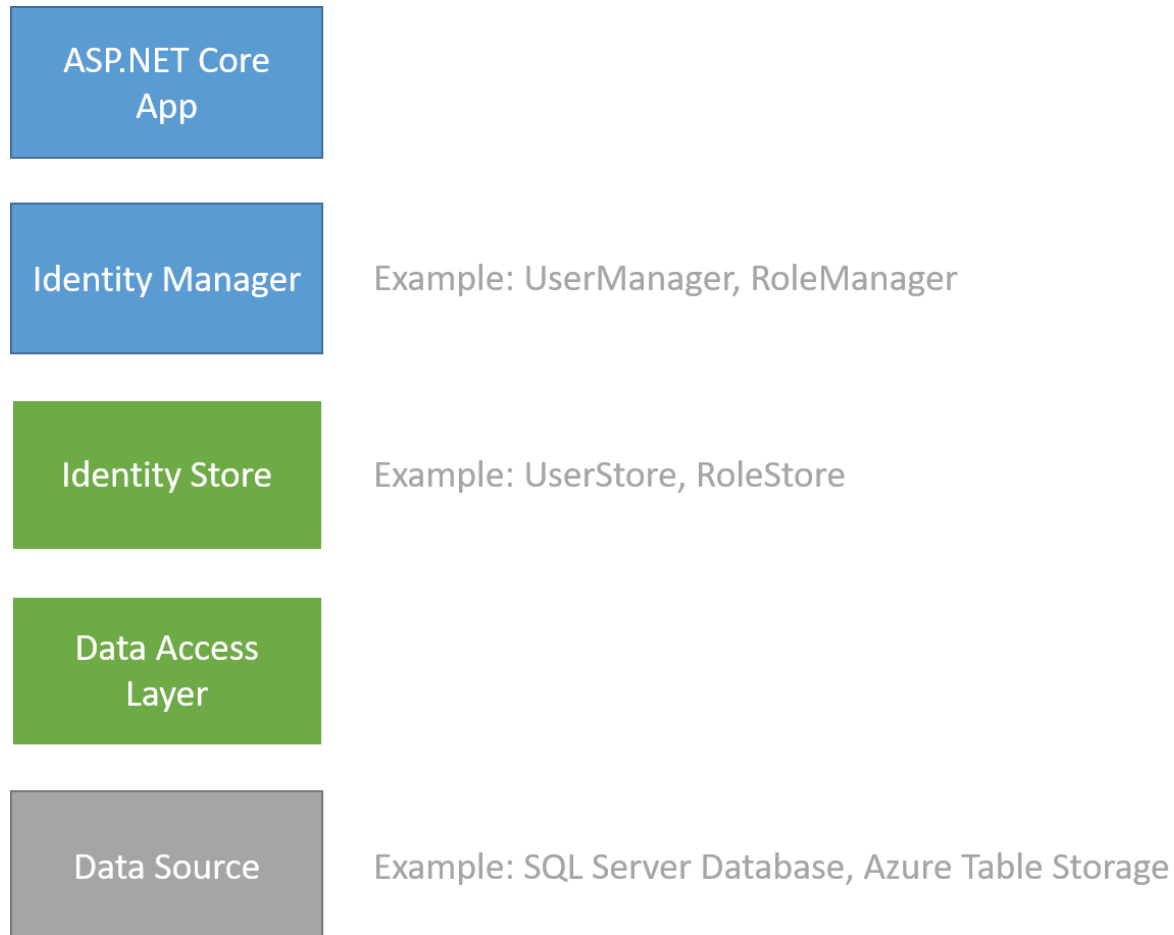 ASP.NET Core
App
Identity Manager
Example: UserManager, RoleManager
Identity Store
Example: UserStore, RoleStore
Data Access
Layer
Data Source
Example: SQL Server Database, Azure Table Storage